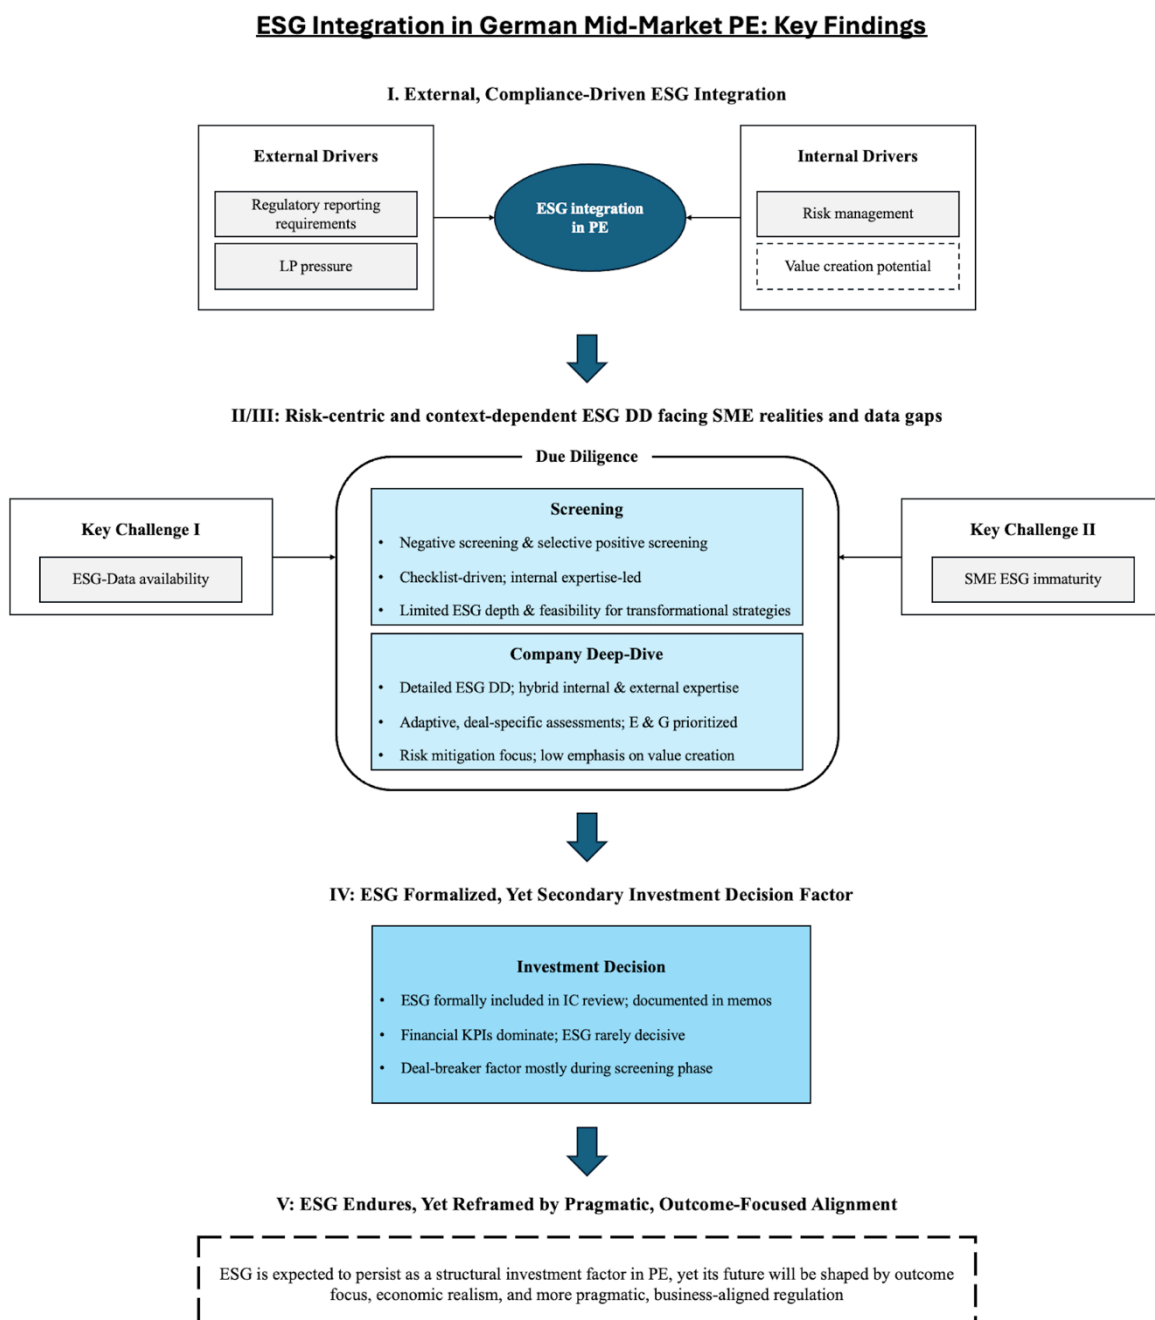 ESG Integration in German Mid-Market PE: Key Findings
I. External, Compliance-Driven ESG Integration
External Drivers
Regulatory reporting
requirements
LP pressure
ESG integration
in PE
Internal Drivers
Risk management
Value creation potential
II/III: Risk-centric and context-dependent ESG DD facing SME realities and data gaps
Due Diligence
Key Challenge I
ESG-Data availability
Screening
• Negative screening & selective positive screening
• Checklist-driven; internal expertise-led
• Limited ESG depth & feasibility for transformational strategies
Company Deep-Dive
• Detailed ESG DD; hybrid internal & external expertise
• Adaptive, deal-specific assessments; E & G prioritized
• Risk mitigation focus; low emphasis on value creation
Key Challenge II
SME ESG immaturity
IV: ESG Formalized, Yet Secondary Investment Decision Factor
Investment Decision
• ESG formally included in IC review; documented in memos
• Financial KPIs dominate; ESG rarely decisive
• Deal-breaker factor mostly during screening phase
V: ESG Endures, Yet Reframed by Pragmatic, Outcome-Focused Alignment
ESG is expected to persist as a structural investment factor in PE, yet its future will be shaped by outcome
focus, economic realism, and more pragmatic, business-aligned regulation